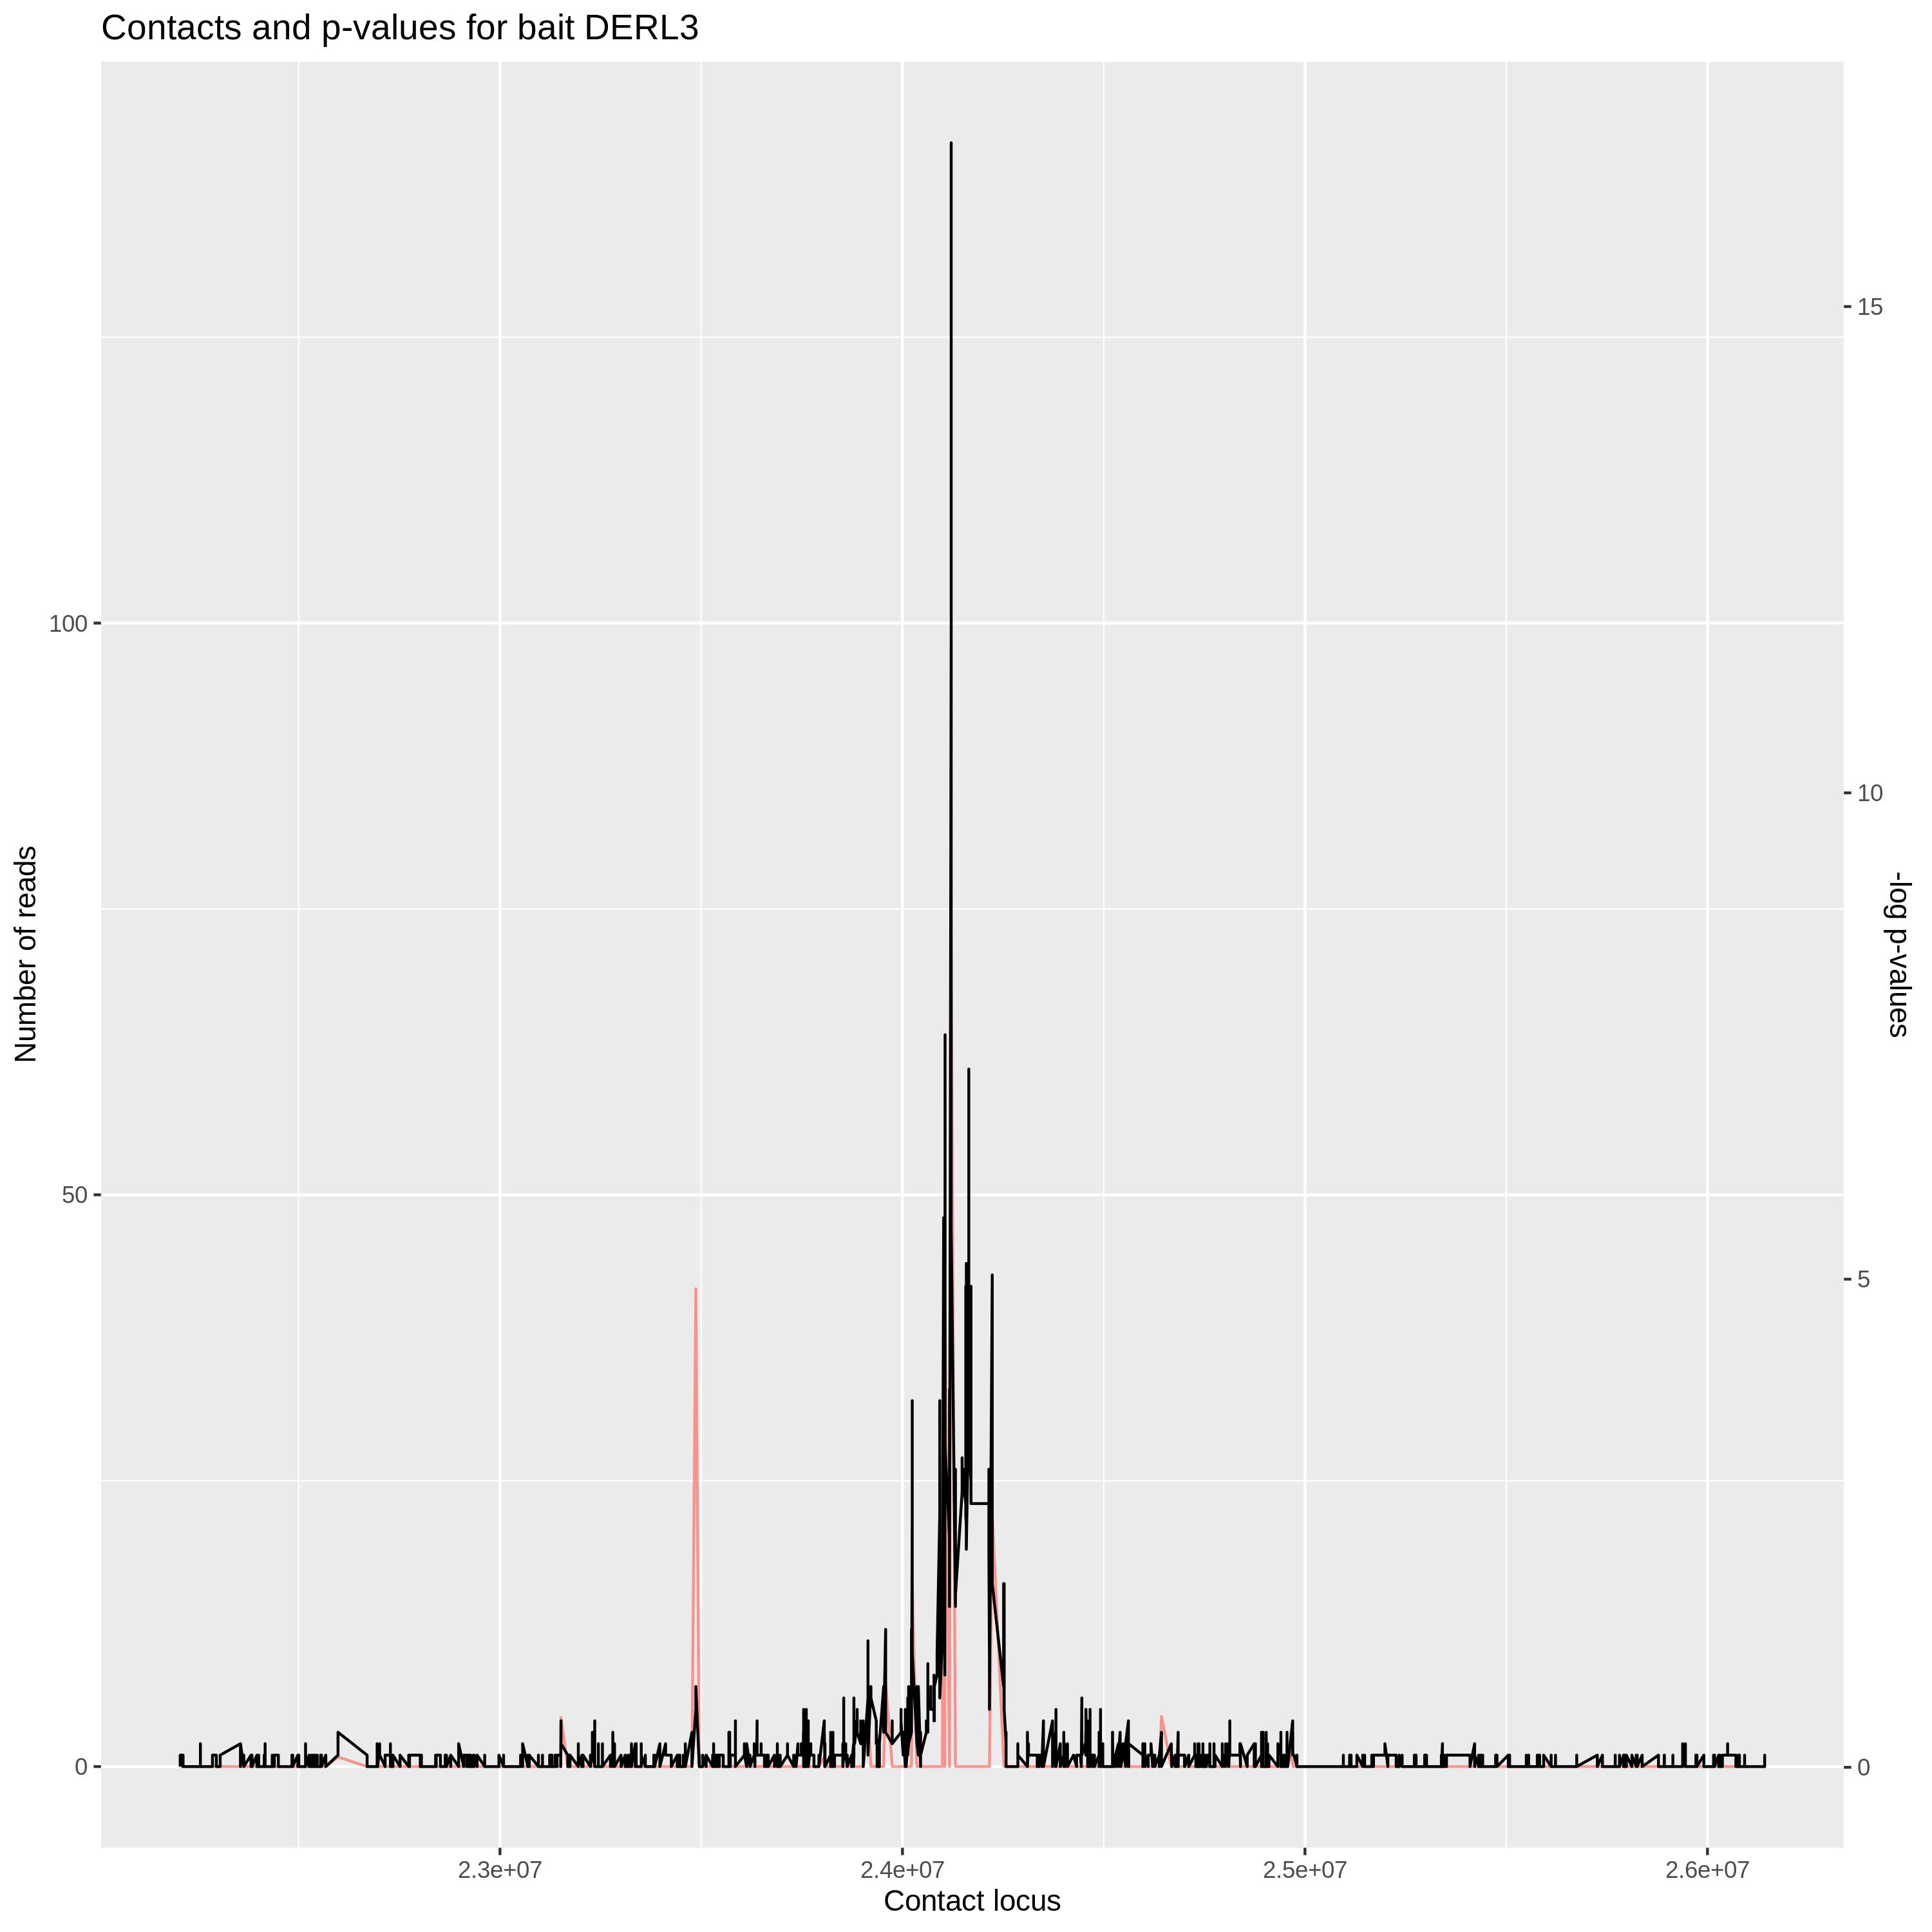 Contacts and p-values for bait DERL3
15
100
10
Number of reads
-log p-values
50
5
0
0
2.3e+07
2.4e+07
2.5e+07
2.6e+07
Contact locus